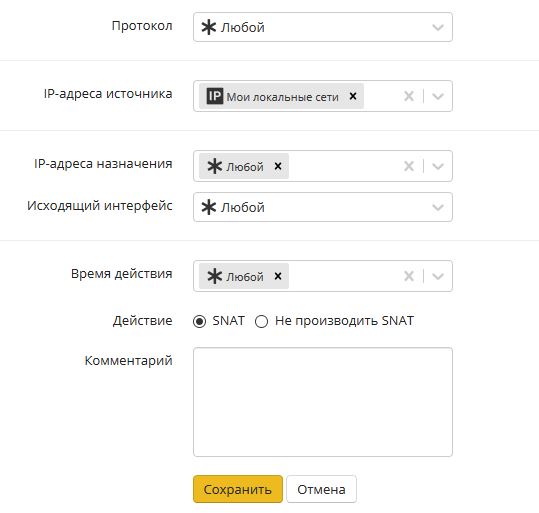 Протокол
Любой
IP-адреса источника
IP Мои локальные сети ×
IP-адреса назначения
Любой ×
Исходящий интерфейс
Любой
Время действия
Любой ×
Действие
SNAT Не производить SNAT
Комментарий
Сохранить Отмена